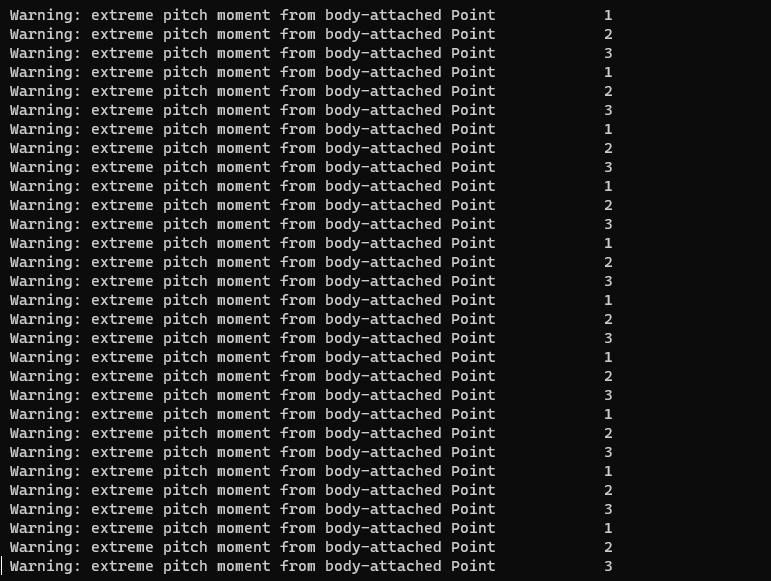 Warning: extreme pitch moment from body-attached Point 1
Warning: extreme pitch moment from body-attached Point 2
Warning: extreme pitch moment from body-attached Point 3
Warning: extreme pitch moment from body-attached Point 1
Warning: extreme pitch moment from body-attached Point 2
Warning: extreme pitch moment from body-attached Point 3
Warning: extreme pitch moment from body-attached Point 1
Warning: extreme pitch moment from body-attached Point 2
Warning: extreme pitch moment from body-attached Point 3
Warning: extreme pitch moment from body-attached Point 1
Warning: extreme pitch moment from body-attached Point 2
Warning: extreme pitch moment from body-attached Point 3
Warning: extreme pitch moment from body-attached Point 1
Warning: extreme pitch moment from body-attached Point 2
Warning: extreme pitch moment from body-attached Point 3
Warning: extreme pitch moment from body-attached Point 1
Warning: extreme pitch moment from body-attached Point 2
Warning: extreme pitch moment from body-attached Point 3
Warning: extreme pitch moment from body-attached Point 1
Warning: extreme pitch moment from body-attached Point 2
Warning: extreme pitch moment from body-attached Point 3
Warning: extreme pitch moment from body-attached Point 1
Warning: extreme pitch moment from body-attached Point 2
Warning: extreme pitch moment from body-attached Point 3
Warning: extreme pitch moment from body-attached Point 1
Warning: extreme pitch moment from body-attached Point 2
Warning: extreme pitch moment from body-attached Point 3
Warning: extreme pitch moment from body-attached Point 1
Warning: extreme pitch moment from body-attached Point 2
Warning: extreme pitch moment from body-attached Point 3